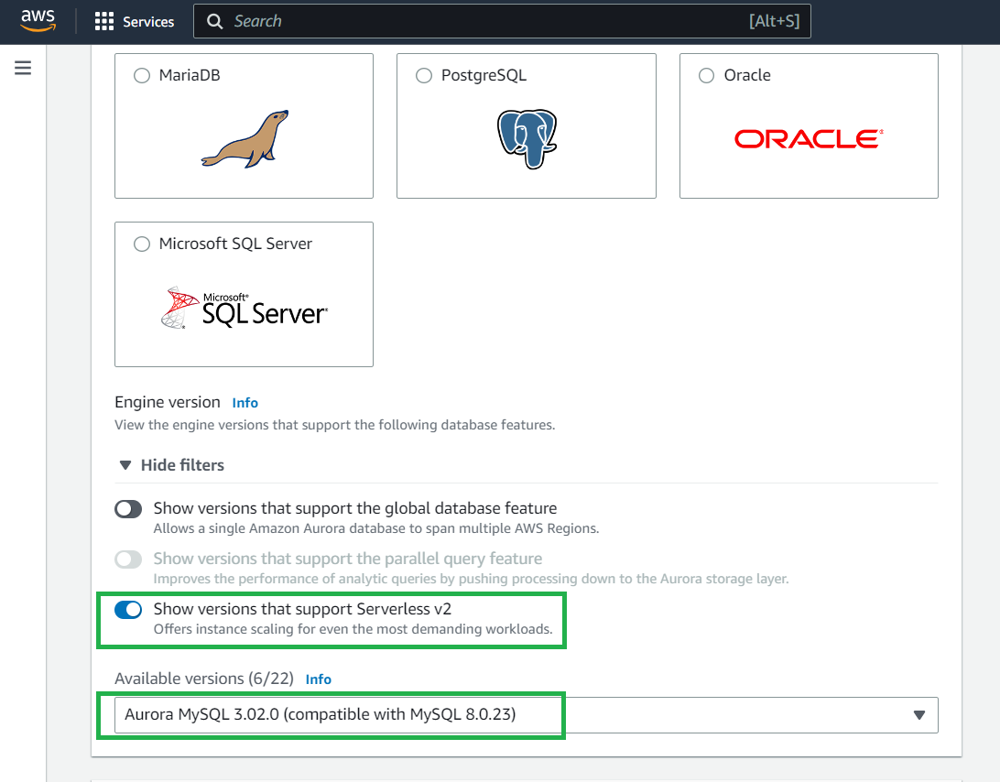 aws
Services
Search
[Alt+S]
MariaDB
PostgreSQL
Oracle
ORACLE®
Microsoft SQL Server
Microsoft®
SQL Server®
Engine version Info
View the engine versions that support the following database features.
Hide filters
Show versions that support the global database feature
Allows a single Amazon Aurora database to span multiple AWS Regions.
Show versions that support the parallel query feature
Improves the performance of analytic queries by pushing processing down to the Aurora storage layer.
Show versions that support Serverless v2
Offers instance scaling for even the most demanding workloads.
Available versions (6/22) Info
Aurora MySQL 3.02.0 (compatible with MySQL 8.0.23)